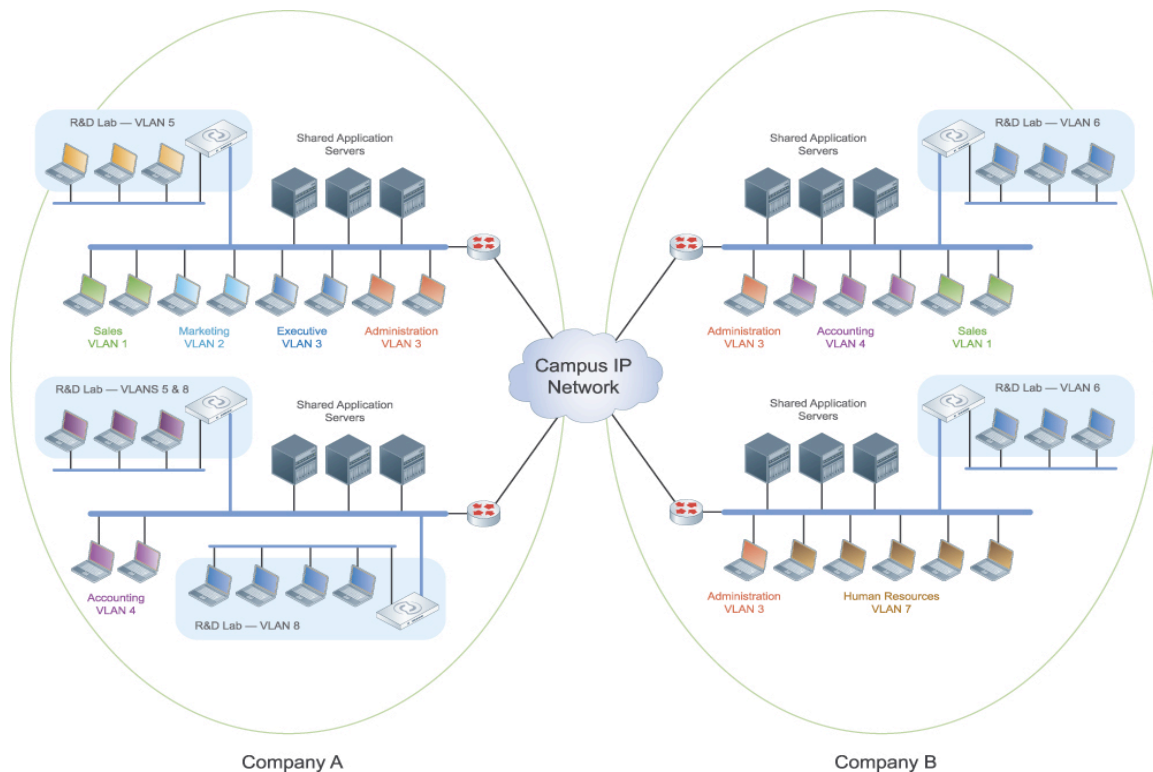 R&D Lab — VLAN 5
Shared Application
Servers
Sales
VLAN 1
Marketing
VLAN 2
Executive
VLAN 3
Administration
VLAN 3
R&D Lab — VLANS 5 & 8
Shared Application
Servers
Accounting
VLAN 4
R&D Lab — VLAN 8
Campus IP
Network
Shared Application
Servers
R&D Lab — VLAN 6
Administration
VLAN 3
Accounting
VLAN 4
Sales
VLAN 1
Shared Application
Servers
R&D Lab — VLAN 6
Administration
VLAN 3
Human Resources
VLAN 7
Company A
Company B